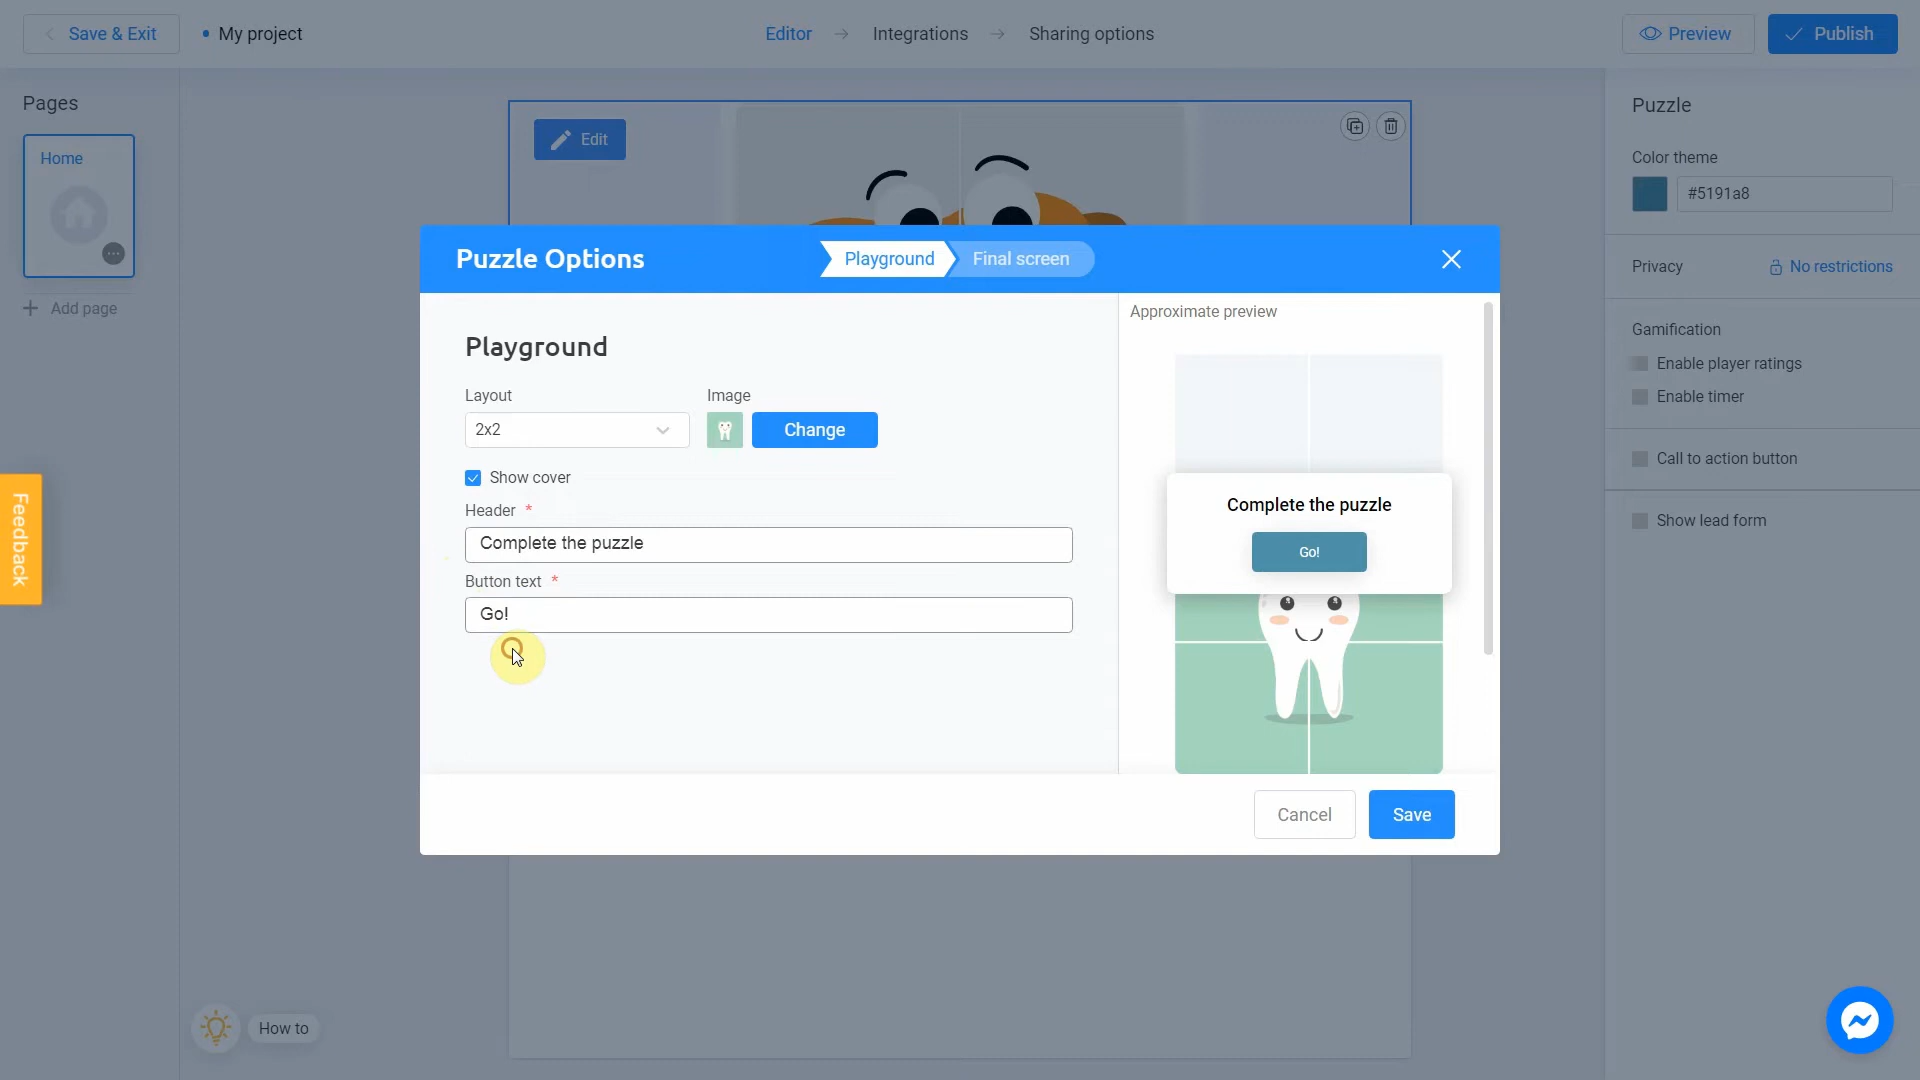 Save & Exit
My project
Editor
Integrations
Sharing options
Preview
Publish
Pages
Home
Add page
Edit
Puzzle
Color theme
#5191a8
Privacy
No restrictions
Gamification
Enable player ratings
Enable timer
Call to action button
Show lead form
Puzzle Options
Playground
Final screen
Playground
Layout
Image
2x2
Change
Show cover
Header *
Complete the puzzle
Button text *
Go!
Approximate preview
Complete the puzzle
Go!
Cancel
Save
Feedback
How to